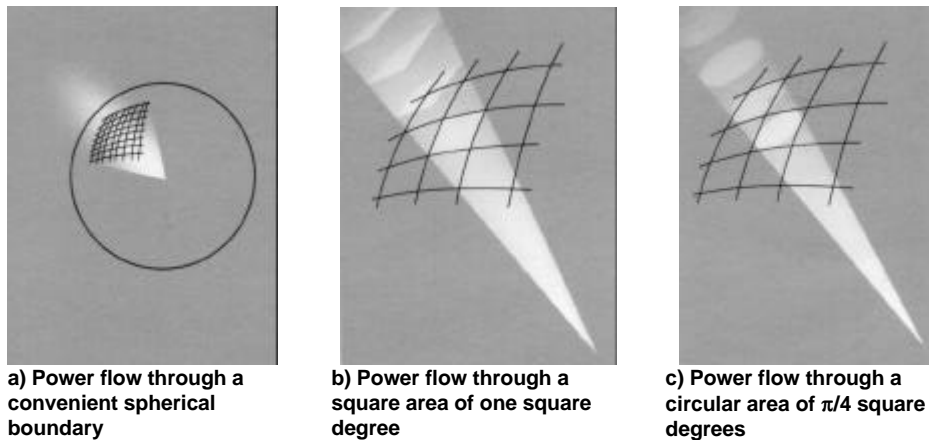 a) Power flow through a
convenient spherical
boundary
b) Power flow through a
square area of one square
degree
c) Power flow through a
circular area of π/4 square
degrees